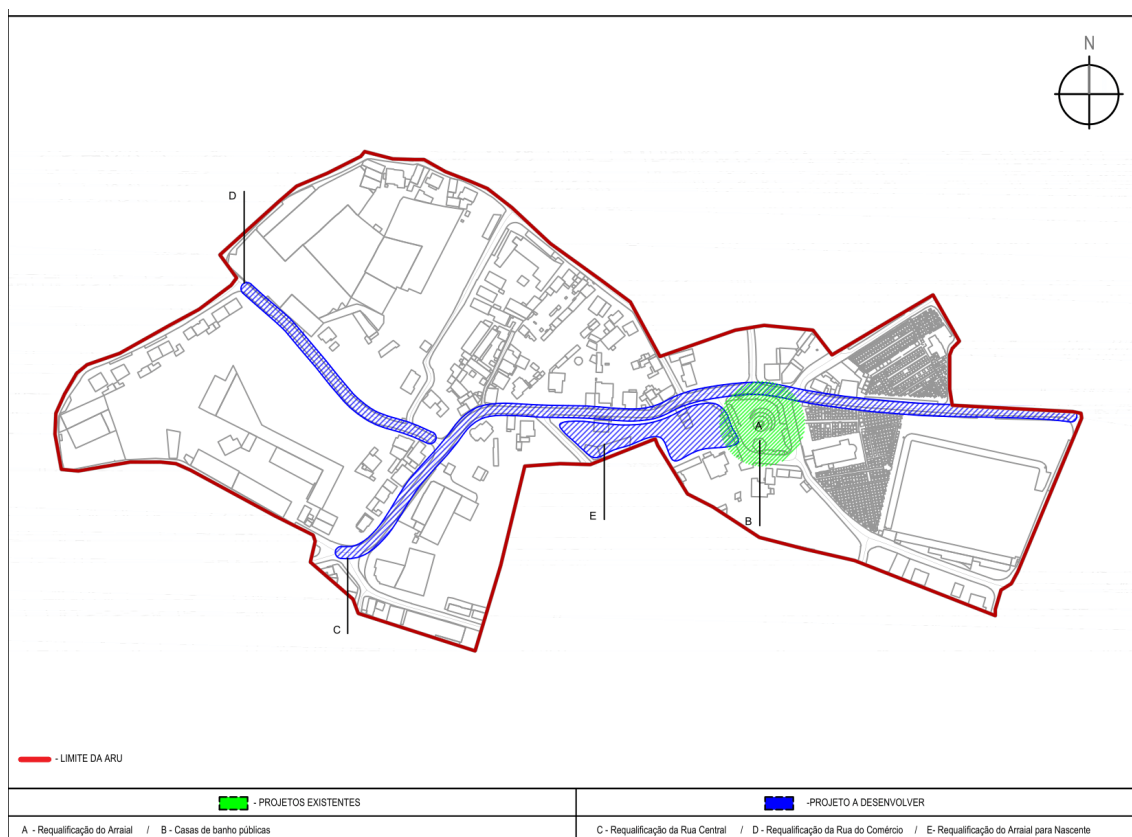 N
D
A
E
B
C
- LIMITE DA ARU
- PROJETOS EXISTENTES
-PROJETO A DESENVOLVER
A - Requalificação do Arraial / B - Casas de banho públicas
C - Requalificação da Rua Central / D - Requalificação da Rua do Comércio / E- Requalificação do Arraial para Nascente